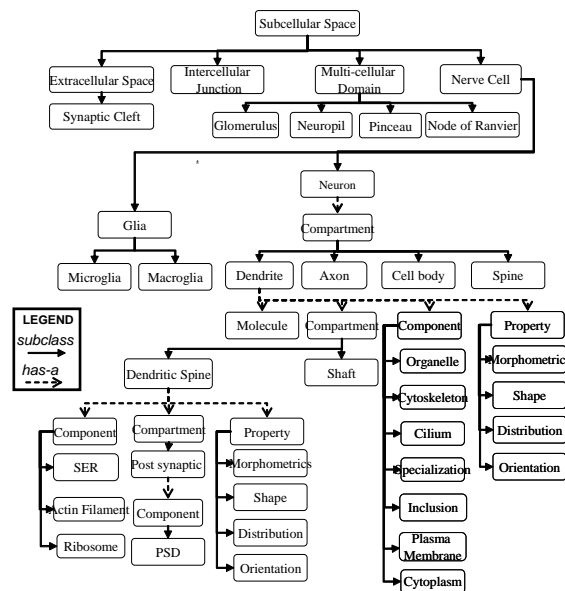 Subcellular Space
Extracellular Space
Intercellular
Junction
Multi-cellular
Domain
Nerve Cell
Synaptic Cleft
Glomerulus
Neuropil
Pinceau
Node of Ranvier
Neuron
Glia
Compartment
Microglia
Macroglia
Dendrite
Axon
Cell body
Spine
LEGEND
subclass
has-a
Molecule
Compartment
Component
Property
Organelle
Morphometrics
Dendritic Spine
Shaft
Cytoskeleton
Shape
Component
Compartment
Property
Cilium
Distribution
SER
Post synaptic
Morphometrics
Specialization
Orientation
Actin Filament
Component
Shape
Inclusion
Ribosome
PSD
Distribution
Plasma
Membrane
Orientation
Cytoplasm